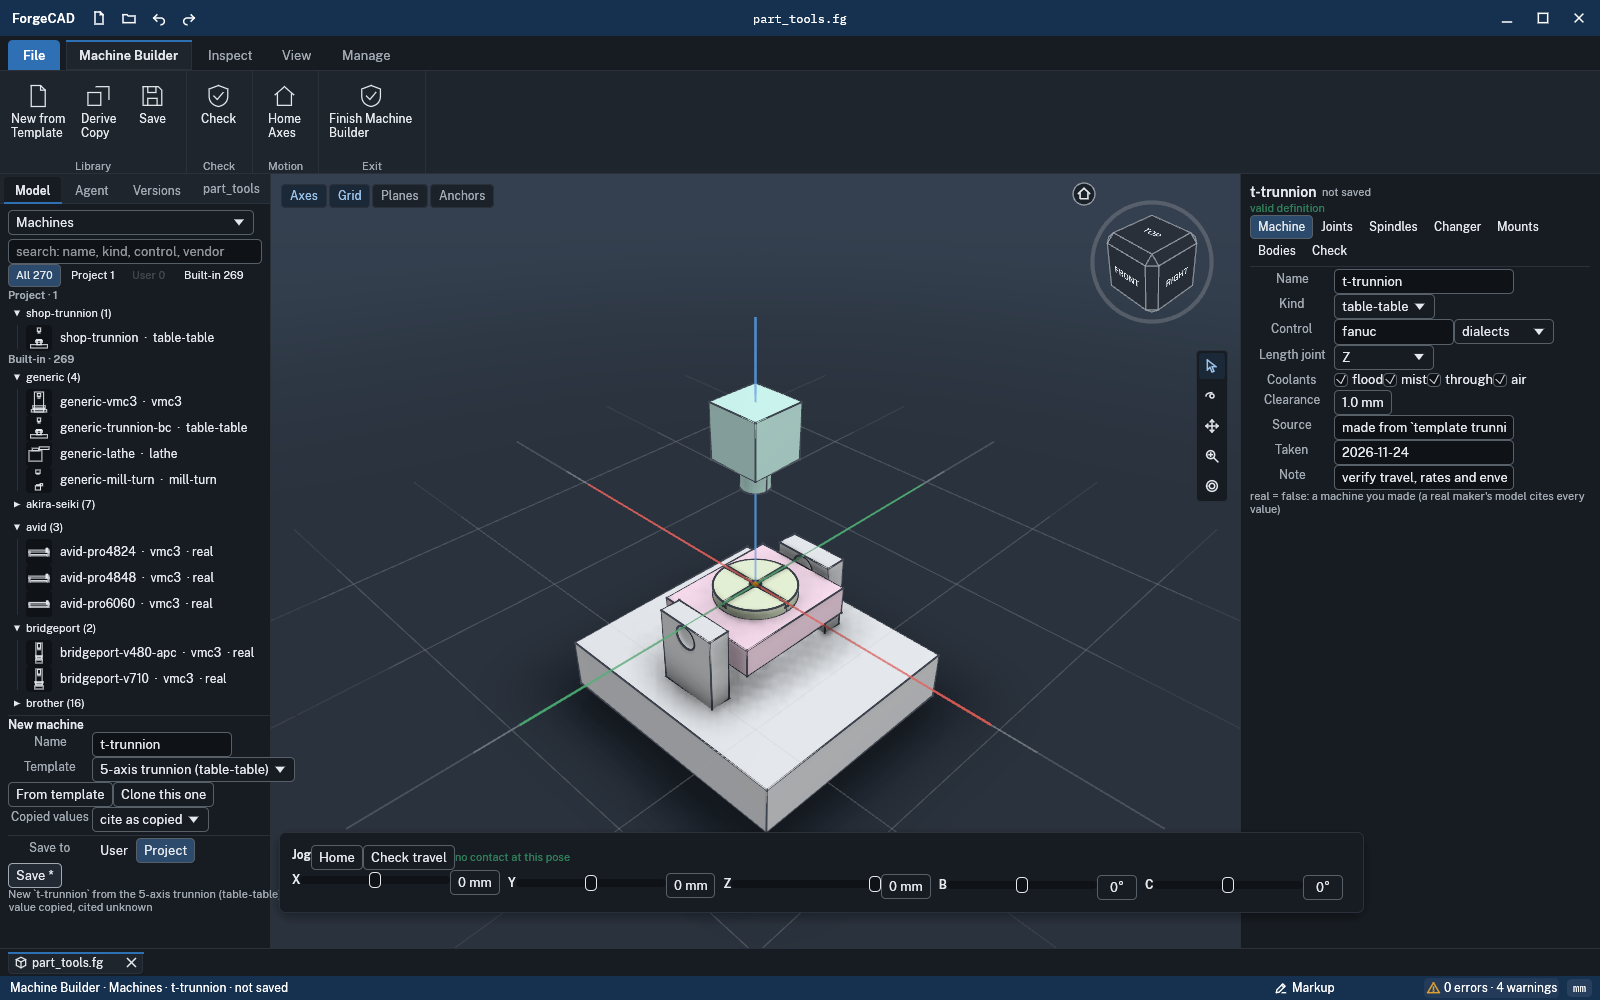 ForgeCAD
part_tools.fg
File
Machine Builder
Inspect
View
Manage
New from Template
Derive Copy
Save
Check
Home Axes
Finish Machine Builder
Library
Check
Motion
Exit
Model
Agent
Versions
part_tools
Machines
search: name, kind, control, vendor
All 270
Project 1
User 0
Built-in 269
Project · 1
shop-trunnion (1)
shop-trunnion · table-table
Built-in · 269
generic (4)
generic-vmc3 · vmc3
generic-trunnion-bc · table-table
generic-lathe · lathe
generic-mill-turn · mill-turn
akira-seiki (7)
avid (3)
avid-pro4824 · vmc3 · real
avid-pro4848 · vmc3 · real
avid-pro6060 · vmc3 · real
bridgeport (2)
bridgeport-v480-apc · vmc3 · real
bridgeport-v710 · vmc3 · real
brother (16)
New machine
Name
t-trunnion
Template
5-axis trunnion (table-table)
From template
Clone this one
Copied values
cite as copied
Save to
User
Project
Save *
New `t-trunnion` from the 5-axis trunnion (table-table
value copied, cited unknown
Axes
Grid
Planes
Anchors
TOP
FRONT
RIGHT
Jog
Home
Check travel
no contact at this pose
X
0 mm
Y
0 mm
Z
0 mm
B
0°
C
0°
t-trunnion not saved
valid definition
Machine
Joints
Spindles
Changer
Mounts
Bodies
Check
Name
t-trunnion
Kind
table-table
Control
fanuc
dialects
Length joint
Z
Coolants
flood
mist
through
air
Clearance
1.0 mm
Source
made from `template trunni
Taken
2026-11-24
Note
verify travel, rates and enve
real = false: a machine you made (a real maker's model cites every
value)
part_tools.fg
Machine Builder · Machines · t-trunnion · not saved
Markup
0 errors · 4 warnings
mm